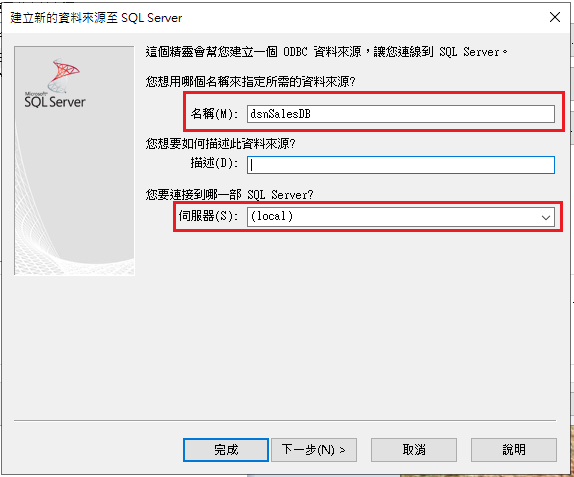 建立新的資料來源至 SQL Server
Microsoft
SQL Server
這個精靈會幫您建立一個 ODBC 資料來源，讓您連線到 SQL Server。
您想用哪個名稱來指定所需的資料來源?
名稱(M): dsnSalesDB
您想要如何描述此資料來源?
描述(D):
您要連接到哪一部 SQL Server?
伺服器(S): (local)
完成 下一步(N) > 取消 說明